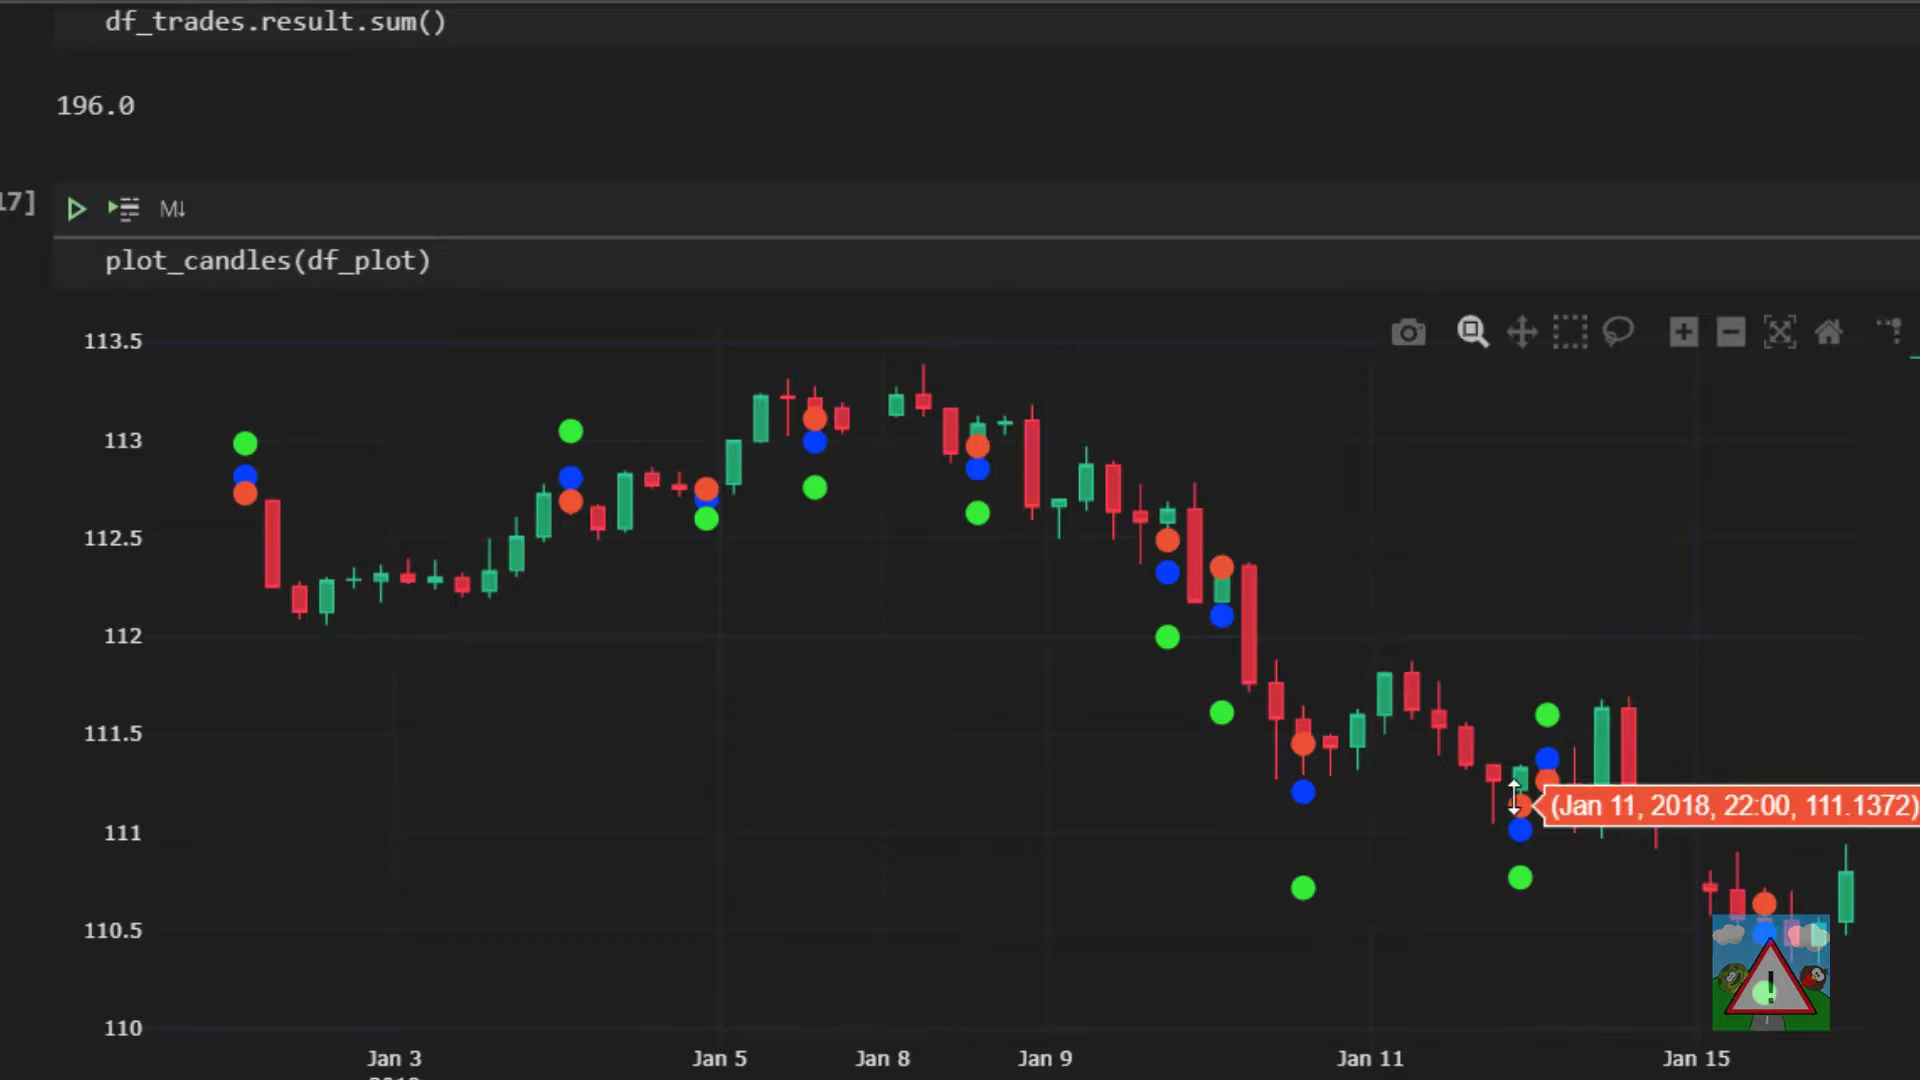 df_trades.result.sum()
196.0
17]
M↓
plot_candles(df_plot)
113.5
113
112.5
112
111.5
111
110.5
110
(Jan 11, 2018, 22:00, 111.1372)
Jan 3
Jan 5
Jan 8
Jan 9
Jan 11
Jan 15